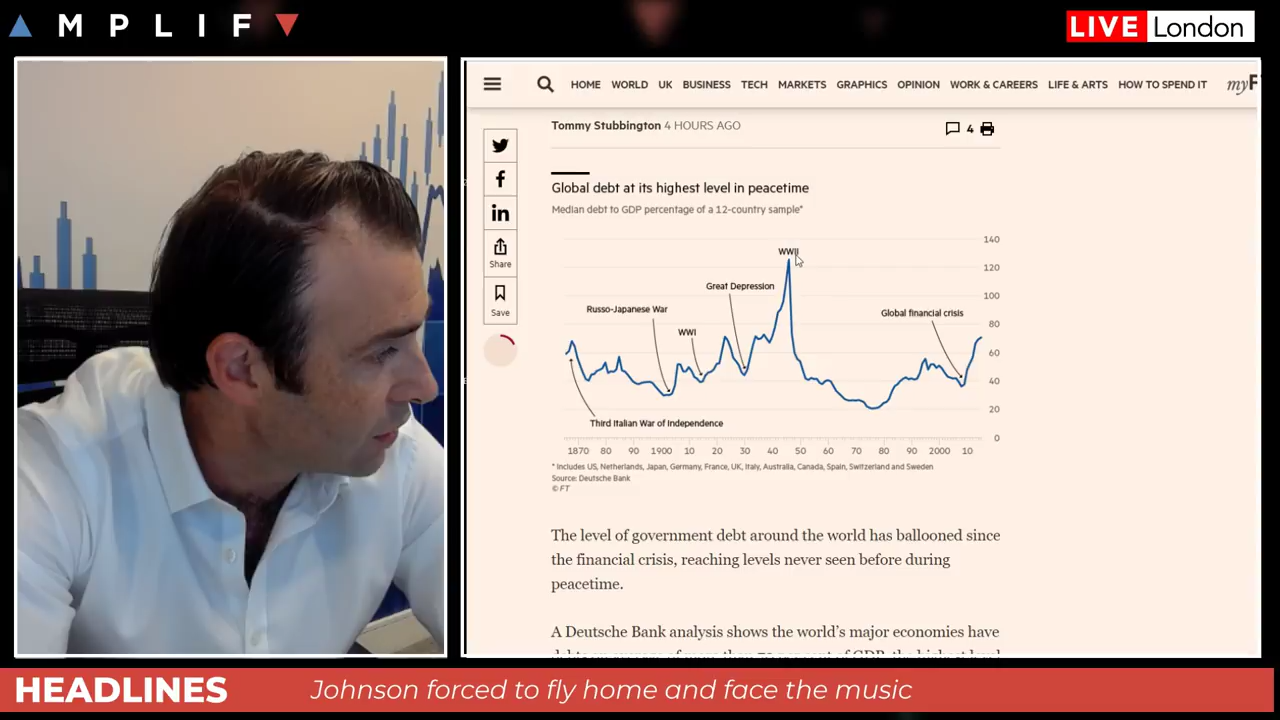 MPLIF
LIVE London
HOME WORLD UK BUSINESS TECH MARKETS GRAPHICS OPINION WORK & CAREERS LIFE & ARTS HOW TO SPEND IT myF
Tommy Stubbington 4 HOURS AGO
4
Share
Save
Global debt at its highest level in peacetime
Median debt to GDP percentage of a 12-country sample*
140
120
100
80
60
40
20
0
WWII
Great Depression
Russo-Japanese War
WWI
Global financial crisis
Third Italian War of Independence
1870 80 90 1900 10 20 30 40 50 60 70 80 90 2000 10
* Includes US, Netherlands, Japan, Germany, France, UK, Italy, Australia, Canada, Spain, Switzerland and Sweden
Source: Deutsche Bank
© FT
The level of government debt around the world has ballooned since
the financial crisis, reaching levels never seen before during
peacetime.
A Deutsche Bank analysis shows the world's major economies have
HEADLINES Johnson forced to fly home and face the music